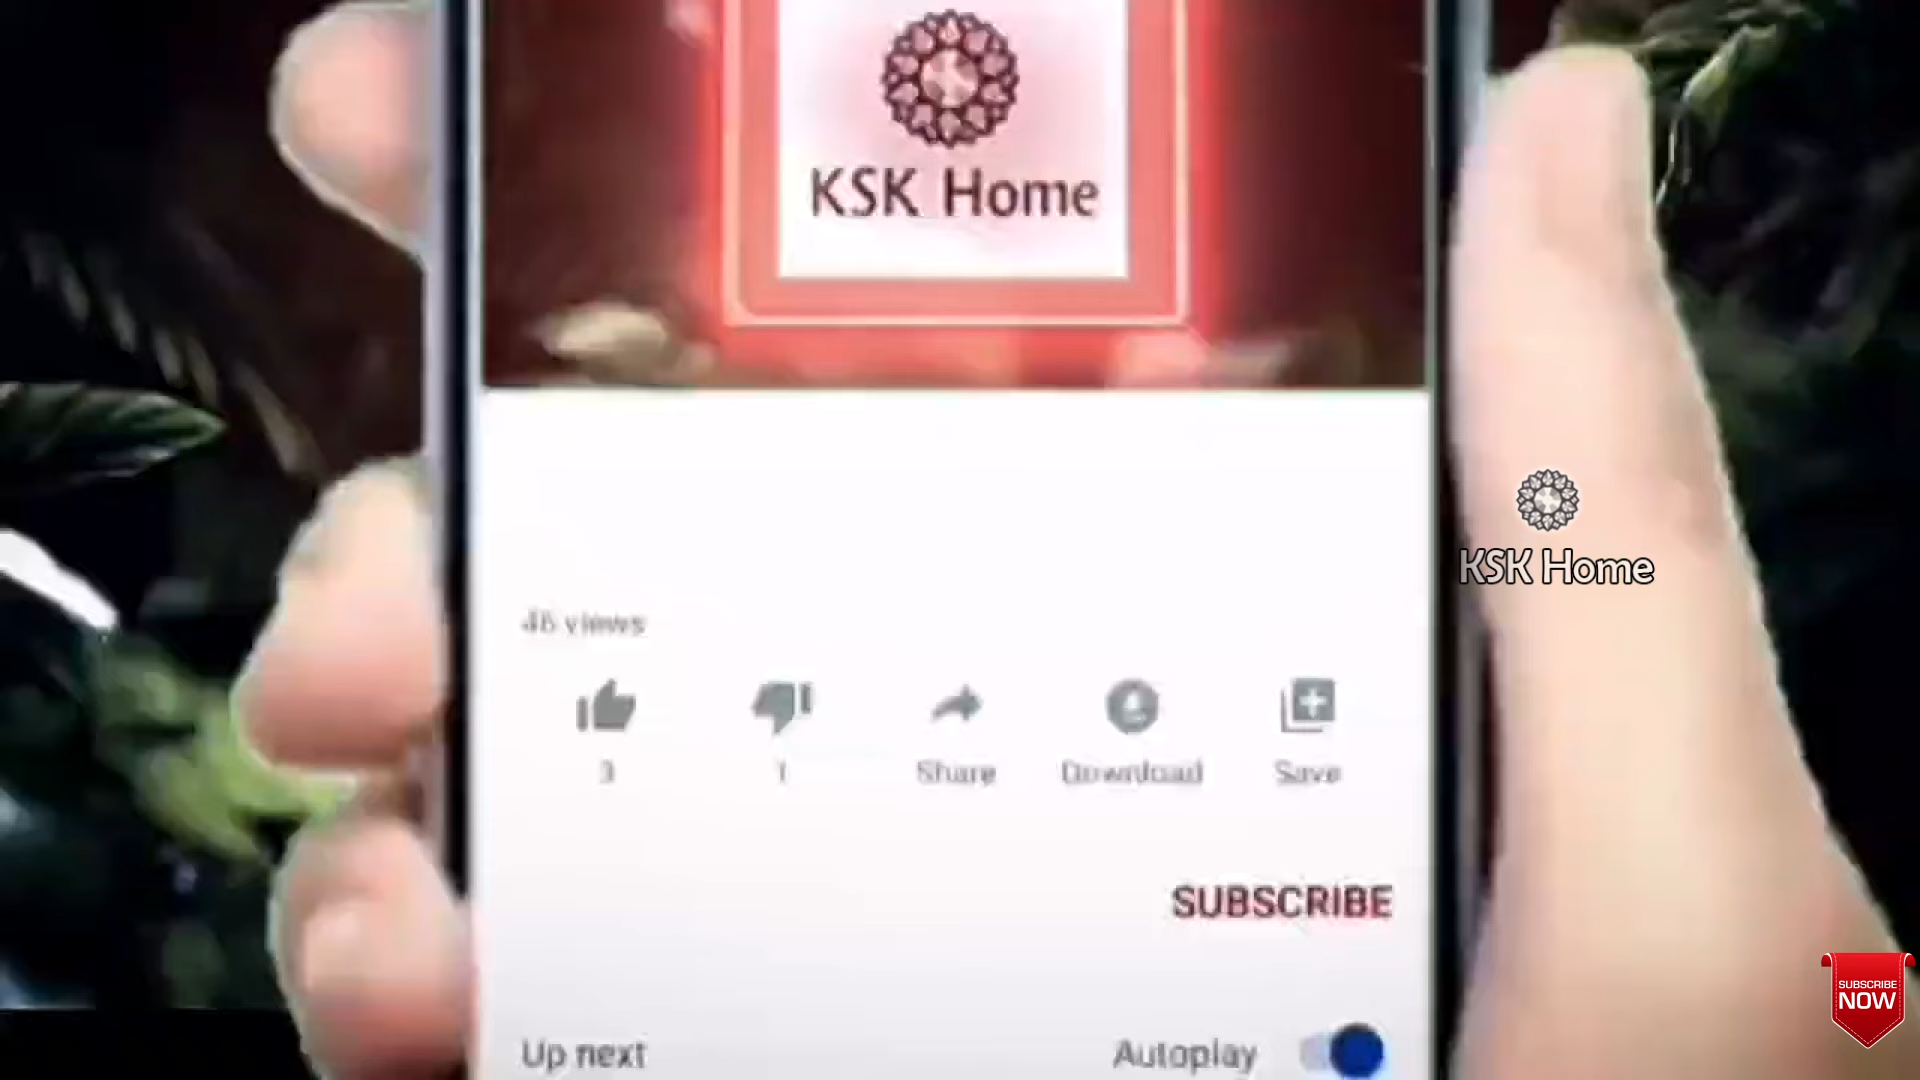 KSK Home
46 views
3
1
Share
Download
Save
KSK Home
SUBSCRIBE
SUBSCRIBE
NOW
Up next
Autoplay